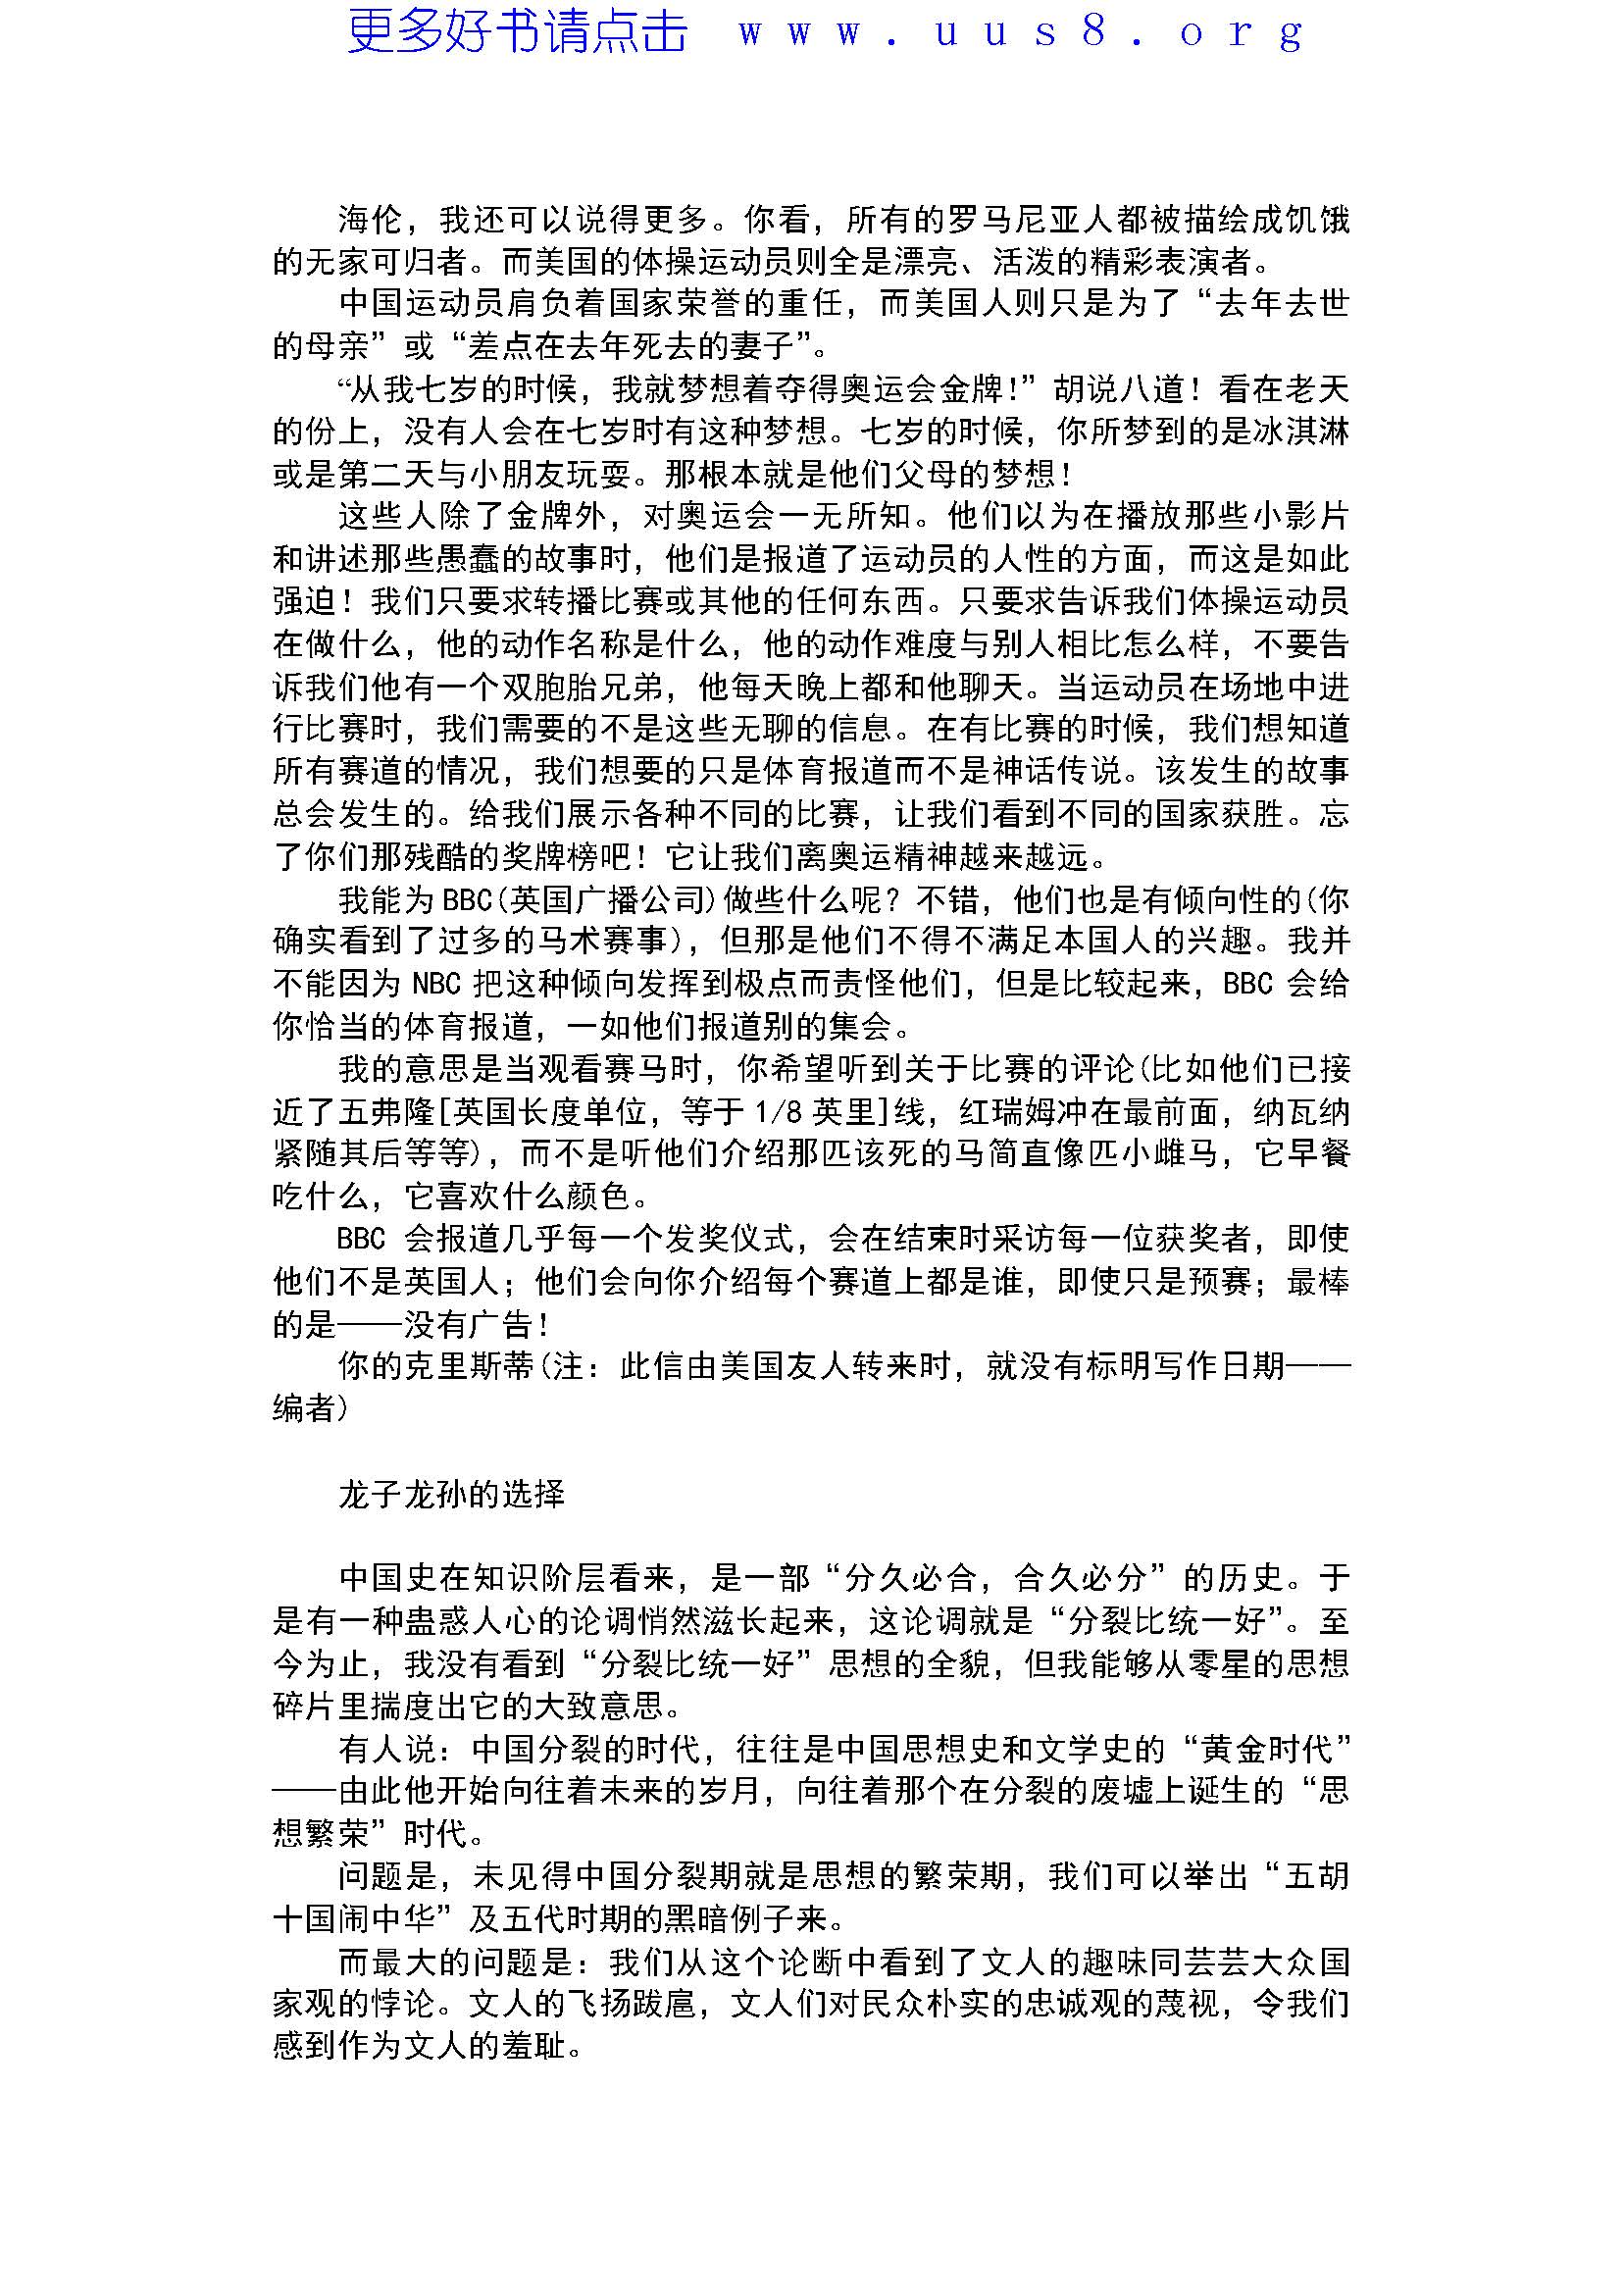 更多好书请点击 www.uus8.org
海伦，我还可以说得更多。你看，所有的罗马尼亚人都被描绘成饥饿
的无家可归者。而美国的体操运动员则全是漂亮、活泼的精彩表演者。
中国运动员肩负着国家荣誉的重任，而美国人则只是为了“去年去世
的母亲”或“差点在去年死去的妻子”。
“从我七岁的时候，我就梦想着夺得奥运会金牌！”胡说八道！看在老天
的份上，没有人会在七岁时有这种梦想。七岁的时候，你所梦到的是冰淇淋
或是第二天与小朋友玩耍。那根本就是他们父母的梦想！
这些人除了金牌外，对奥运会一无所知。他们以为在播放那些小影片
和讲述那些愚蠢的故事时，他们是报道了运动员的人性的方面，而这是如此
强迫！我们只要求转播比赛或其他的任何东西。只要求告诉我们体操运动员
在做什么，他的动作名称是什么，他的动作难度与别人相比怎么样，不要告
诉我们他有一个双胞胎兄弟，他每天晚上都和他聊天。当运动员在场地中进
行比赛时，我们需要的不是这些无聊的信息。在有比赛的时候，我们想知道
所有赛道的情况，我们想要的只是体育报道而不是神话传说。该发生的故事
总会发生的。给我们展示各种不同的比赛，让我们看到不同的国家获胜。忘
了你们那残酷的奖牌榜吧！它让我们离奥运精神越来越远。
我能为 BBC(英国广播公司)做些什么呢？不错，他们也是有倾向性的(你
确实看到了过多的马术赛事)，但那是他们不得不满足本国人的兴趣。我并
不能因为 NBC 把这种倾向发挥到极点而责怪他们，但是比较起来，BBC 会给
你恰当的体育报道，一如他们报道别的集会。
我的意思是当观看赛马时，你希望听到关于比赛的评论(比如他们已接
近了五弗隆[英国长度单位，等于 1/8 英里]线，红瑞姆冲在最前面，纳瓦纳
紧随其后等等)，而不是听他们介绍那匹该死的马简直像匹小雌马，它早餐
吃什么，它喜欢什么颜色。
BBC 会报道几乎每一个发奖仪式，会在结束时采访每一位获奖者，即使
他们不是英国人；他们会向你介绍每个赛道上都是谁，即使只是预赛；最棒
的是——没有广告！
你的克里斯蒂(注：此信由美国友人转来时，就没有标明写作日期——
编者)
龙子龙孙的选择
中国史在知识阶层看来，是一部“分久必合，合久必分”的历史。于
是有一种蛊惑人心的论调悄然滋长起来，这论调就是“分裂比统一好”。至
今为止，我没有看到“分裂比统一好”思想的全貌，但我能够从零星的思想
碎片里揣度出它的大致意思。
有人说：中国分裂的时代，往往是中国思想史和文学史的“黄金时代”
——由此他开始向往着未来的岁月，向往着那个在分裂的废墟上诞生的“思
想繁荣”时代。
问题是，未见得中国分裂期就是思想的繁荣期，我们可以举出“五胡
十国闹中华”及五代时期的黑暗例子来。
而最大的问题是：我们从这个论断中看到了文人的趣味同芸芸大众国
家观的悖论。文人的飞扬跋扈，文人们对民众朴实的忠诚观的蔑视，令我们
感到作为文人的羞耻。